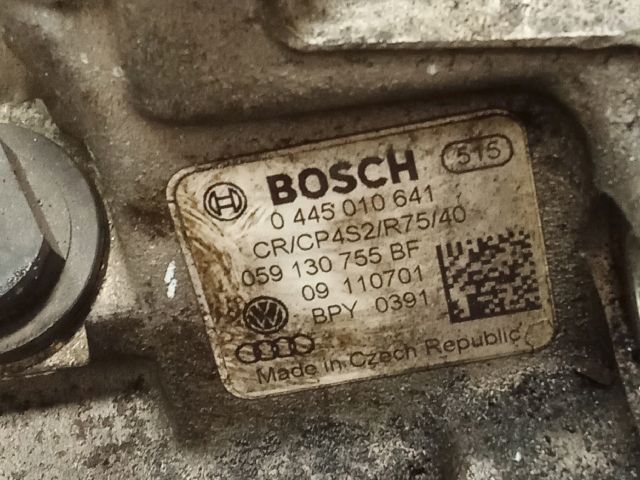 BOSCH 515
0 445 010 641
CR/CP4S2/R75/40
059 130 755 BF
09 110701
BPY 0391
Made in Czech Republic